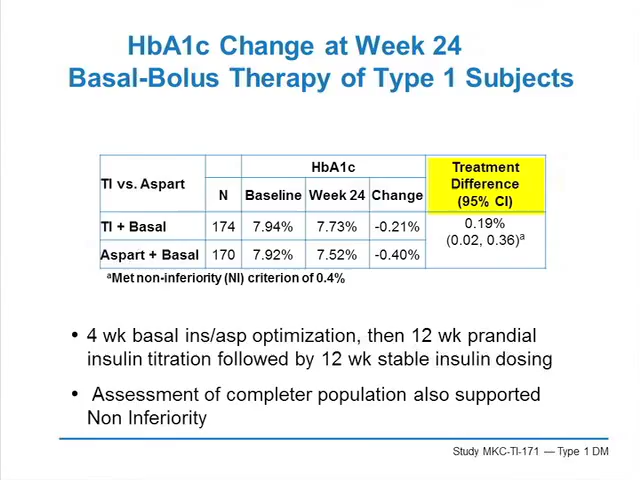 HbA1c Change at Week 24
Basal-Bolus Therapy of Type 1 Subjects
TI vs. Aspart
N
HbA1c
Baseline Week 24 Change
Treatment
Difference
(95% CI)
TI + Basal 174 7.94% 7.73% -0.21%
0.19%
(0.02, 0.36)ᵃ
Aspart + Basal 170 7.92% 7.52% -0.40%
ᵃMet non-inferiority (NI) criterion of 0.4%
• 4 wk basal ins/asp optimization, then 12 wk prandial
insulin titration followed by 12 wk stable insulin dosing
• Assessment of completer population also supported
Non Inferiority
Study MKC-TI-171 — Type 1 DM